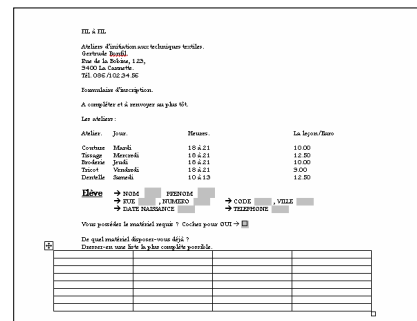 FIL à FIL
Ateliers d'initiation aux techniques textiles.
Gertrude Bonfil.
Rue de la Bobine, 123,
9400 La Cannette.
Tél. 086/102.34.56
Formulaire d'inscription.
A compléter et à renvoyer au plus tôt.
Les ateliers :
Atelier. Jour. Heures. La leçon/Euro
Couture Mardi 18 à 21 10.00
Tissage Mercredi 18 à 21 12.50
Broderie Jeudi 18 à 21 10.00
Tricot Vendredi 18 à 21 9.00
Dentelle Samedi 10 à 13 12.50
Elève → NOM PRENOM
→ RUE , NUMERO → CODE , VILLE
→ DATE NAISSANCE → TELEPHONE
Vous possédez le matériel requis ? Cochez pour OUI →
De quel matériel disposez-vous déjà ?
Dressez-en une liste la plus complète possible.